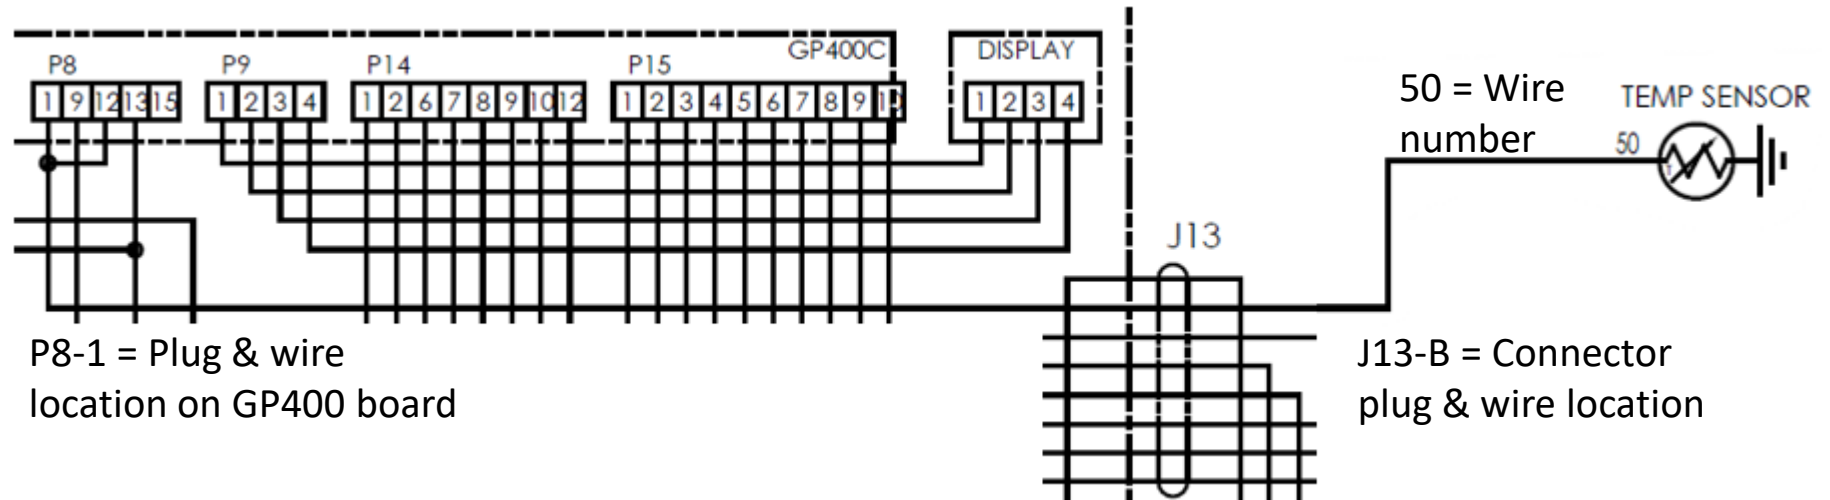 GP400C
DISPLAY
P8
P9
P14
P15
1 9 12 13 15
1 2 3 4
1 2 6 7 8 9 10 12
1 2 3 4 5 6 7 8 9 10
1 2 3 4
50 = Wire
number
TEMP SENSOR
50
J13
P8-1 = Plug & wire
location on GP400 board
J13-B = Connector
plug & wire location